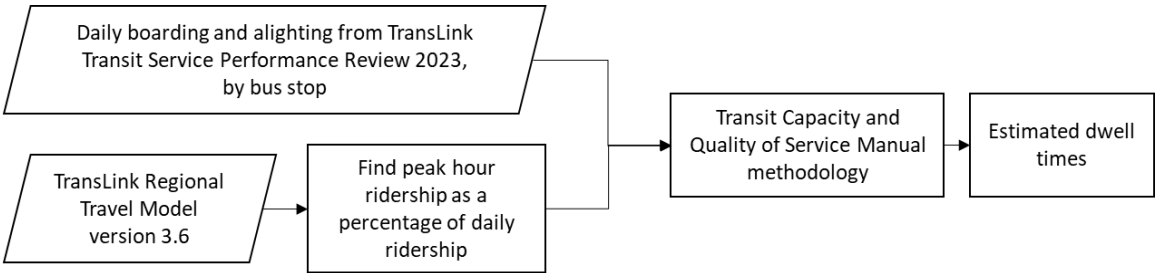 Daily boarding and alighting from TransLink
Transit Service Performance Review 2023,
by bus stop
TransLink Regional
Travel Model
version 3.6
Find peak hour
ridership as a
percentage of daily
ridership
Transit Capacity and
Quality of Service Manual
methodology
Estimated dwell
times